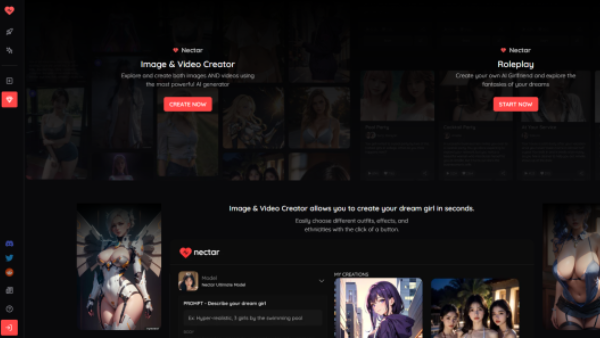 Nectar
Image & Video Creator
Explore and create both images AND videos using
the most powerful AI generator
CREATE NOW
Nectar
Roleplay
Create your own AI Girlfriend and explore the
fantasies of your dreams
START NOW
Image & Video Creator allows you to create your dream girl in seconds.
Easily choose different outfits, effects, and
ethnicities with the click of a button.
nectar
Model
Nectar Ultimate Model
MY CREATIONS
PROMPT - Describe your dream girl
Ex: Hyper-realistic, 3 girls by the swimming pool